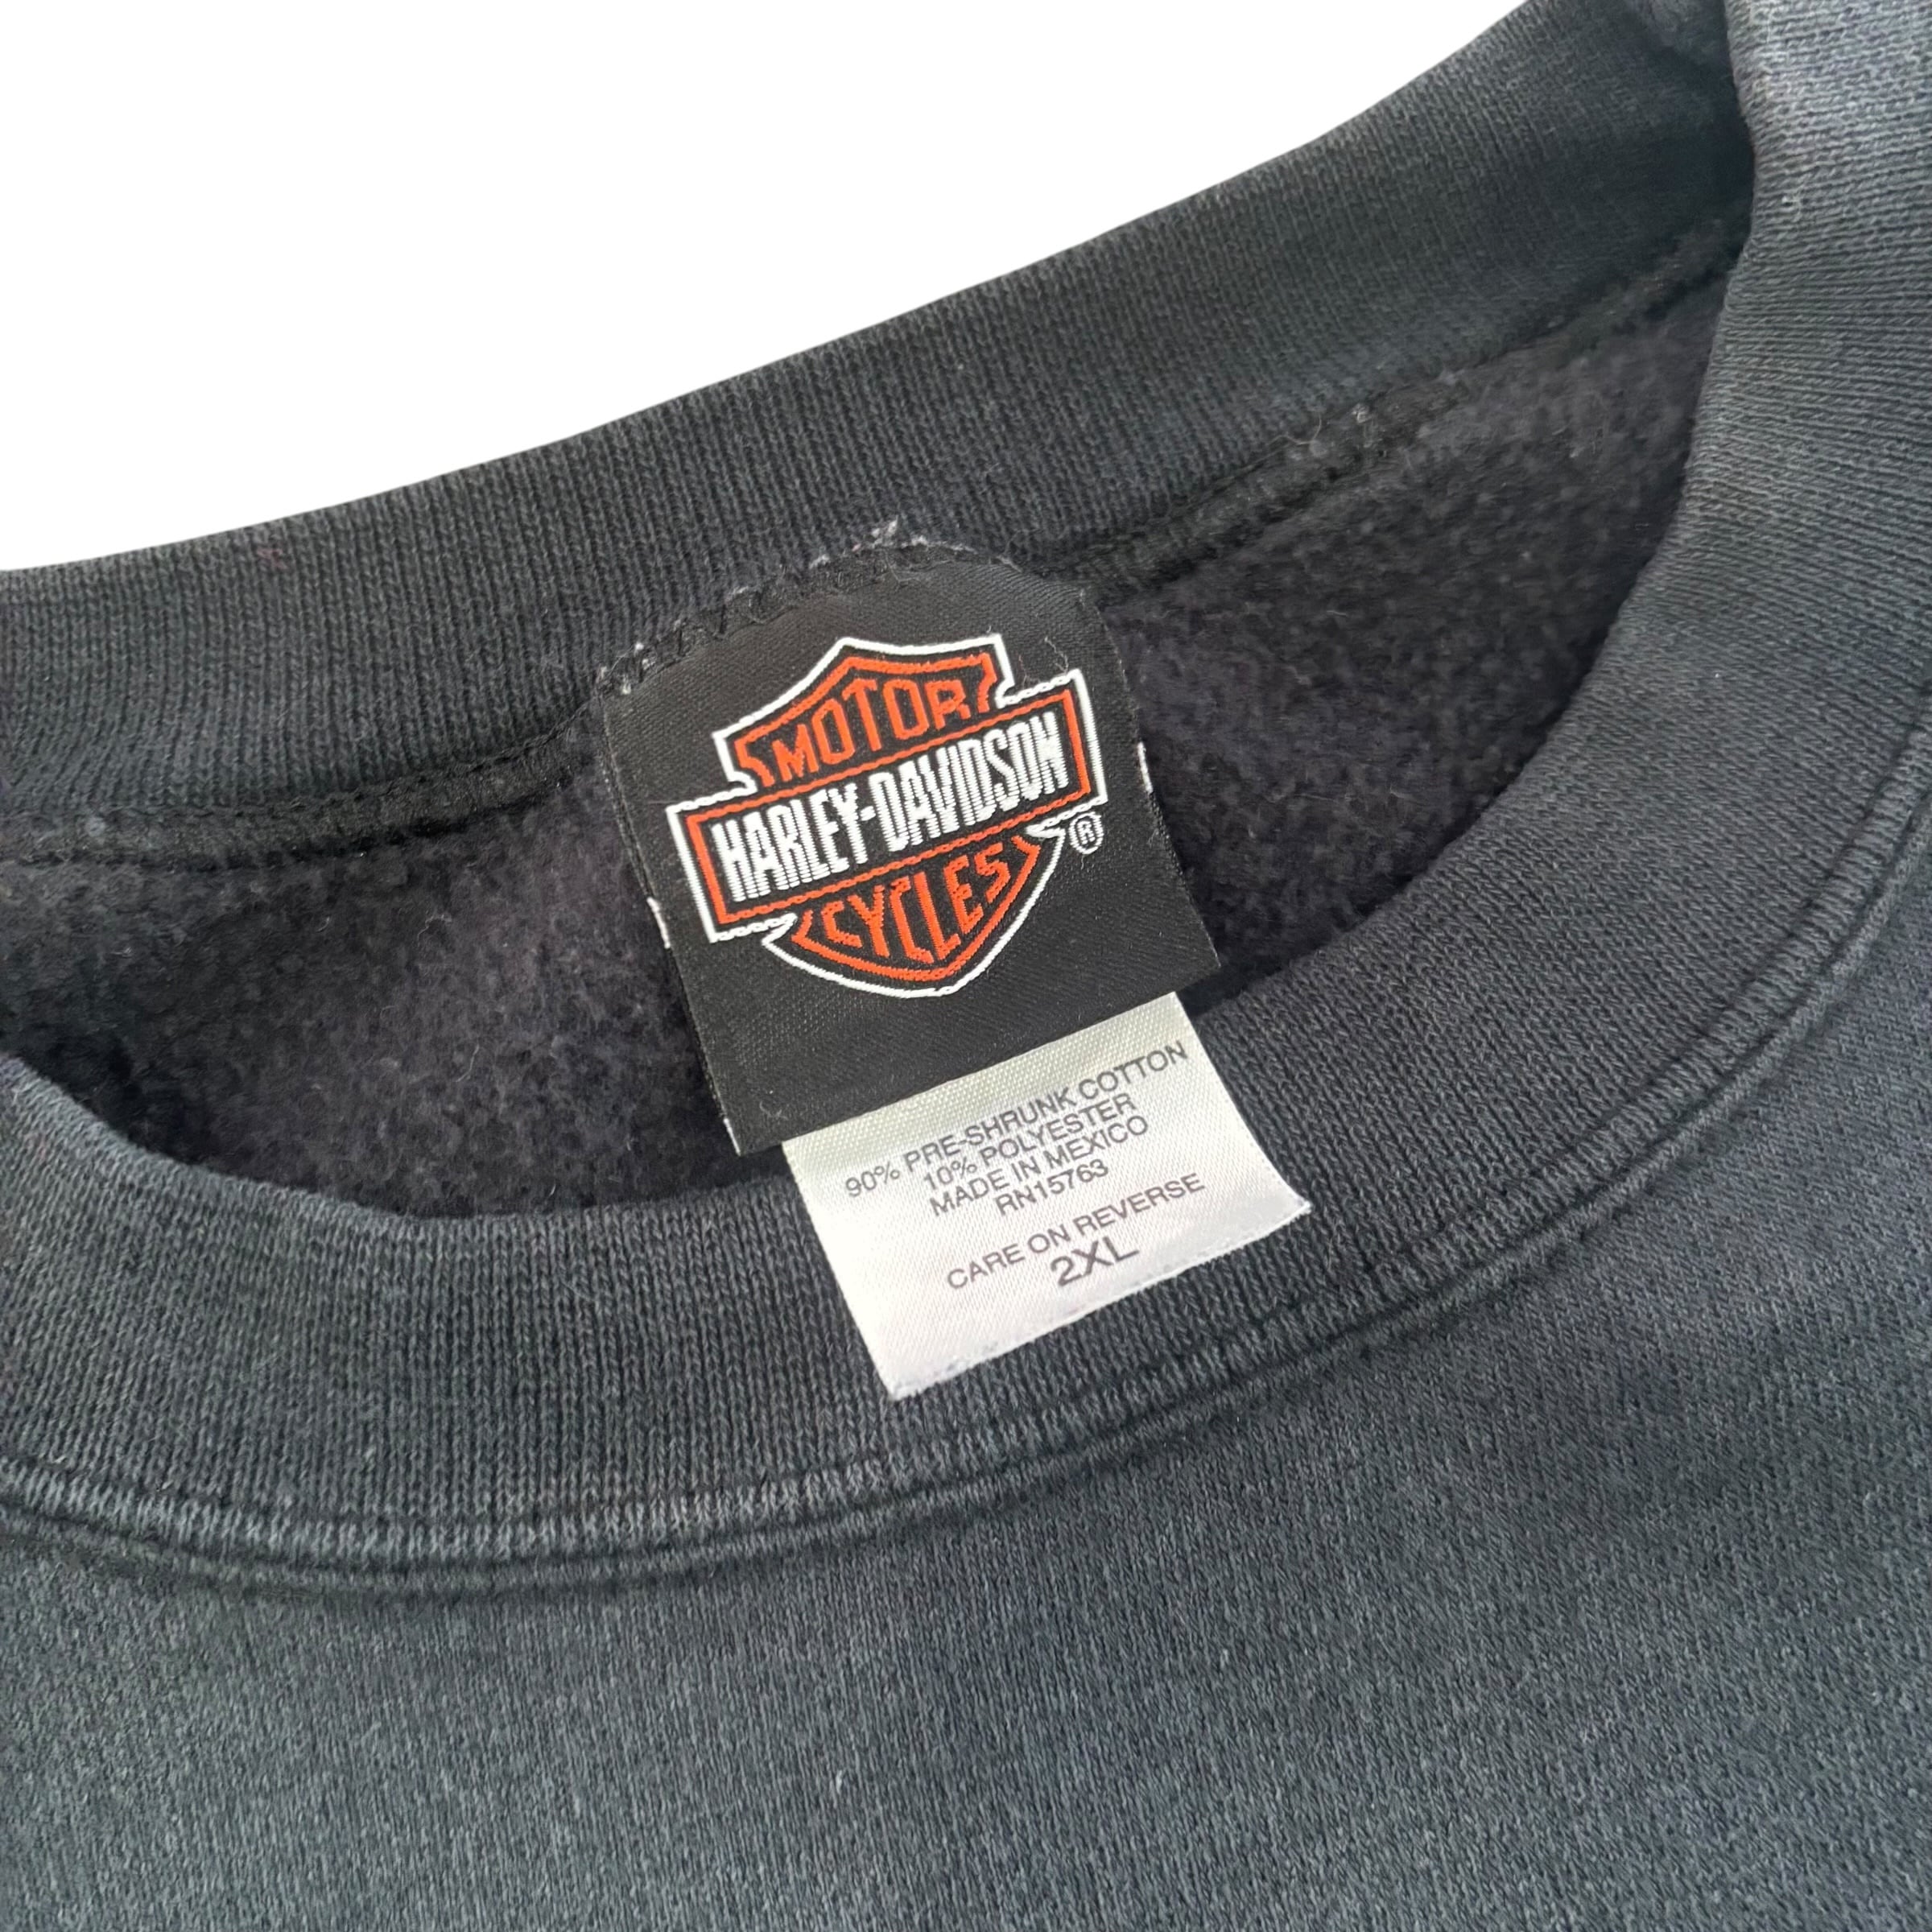 MOTOR
HARLEY-DAVIDSON
CYCLES
®
90% PRE-SHRUNK COTTON
10% POLYESTER
MADE IN MEXICO
RN15763
CARE ON REVERSE
2XL